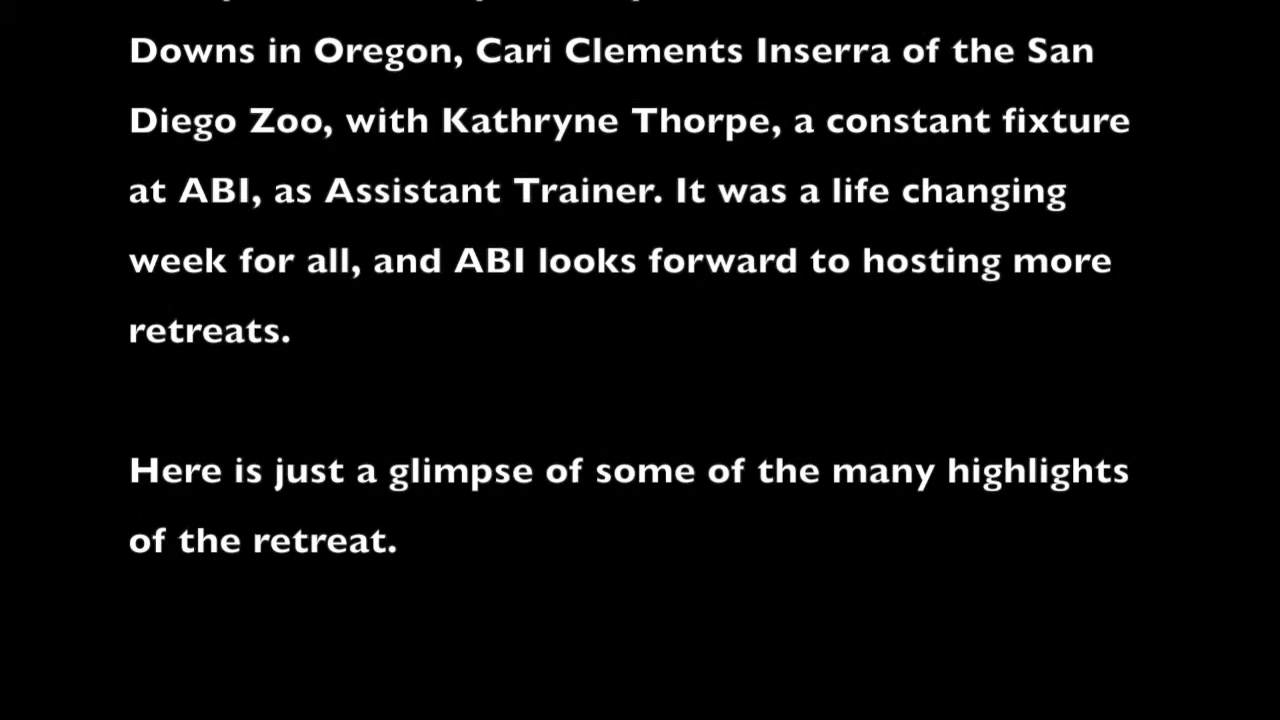 Downs in Oregon, Cari Clements Inserra of the San
Diego Zoo, with Kathryne Thorpe, a constant fixture
at ABI, as Assistant Trainer. It was a life changing
week for all, and ABI looks forward to hosting more
retreats.
Here is just a glimpse of some of the many highlights
of the retreat.